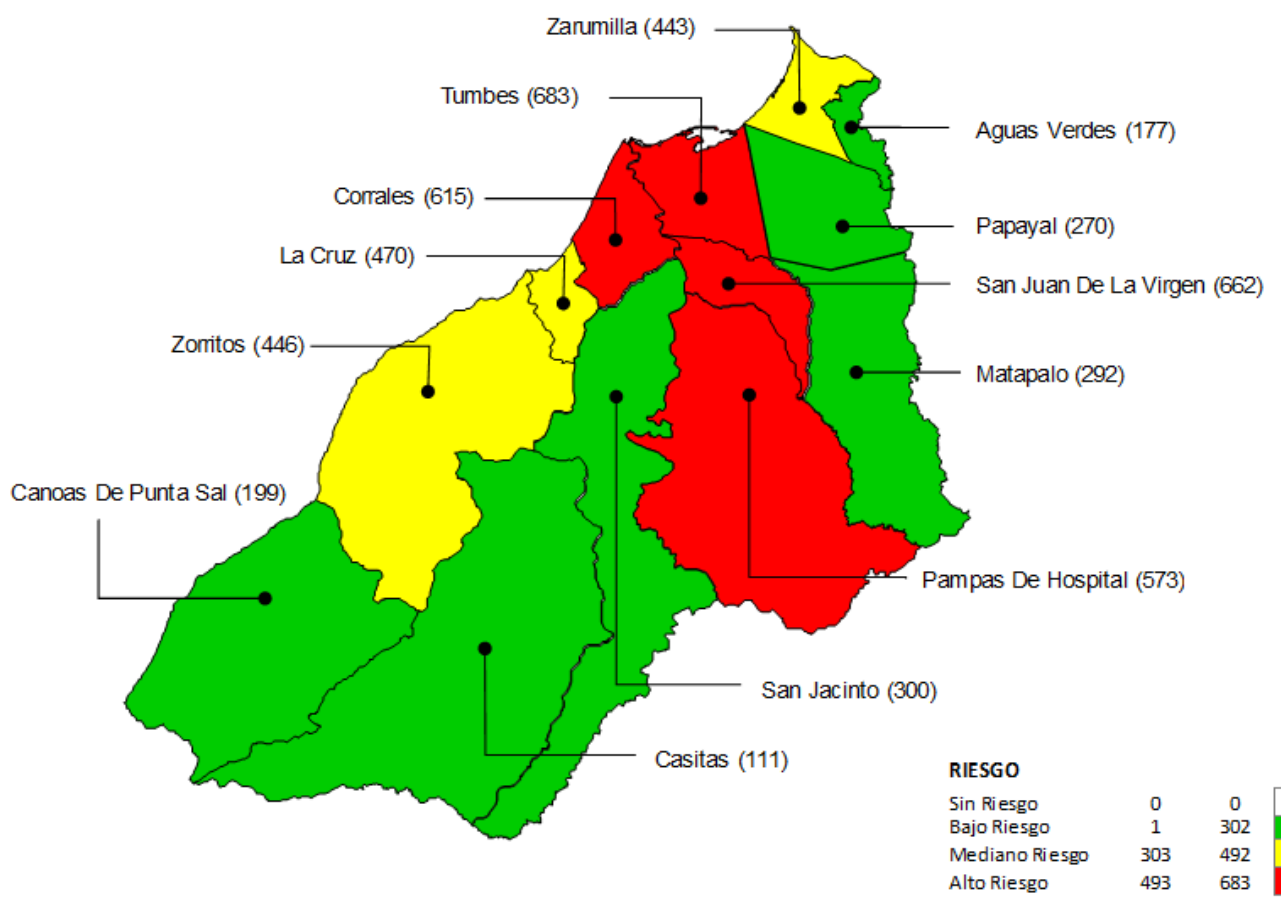 Zarumilla (443)
Tumbes (683)
Aguas Verdes (177)
Corrales (615)
Papayal (270)
La Cruz (470)
San Juan De La Virgen (662)
Zorritos (446)
Matapalo (292)
Canoas De Punta Sal (199)
Pampas De Hospital (573)
San Jacinto (300)
Casitas (111)
RIESGO
Sin Riesgo 0 0
Bajo Riesgo 1 302
Mediano Riesgo 303 492
Alto Riesgo 493 683